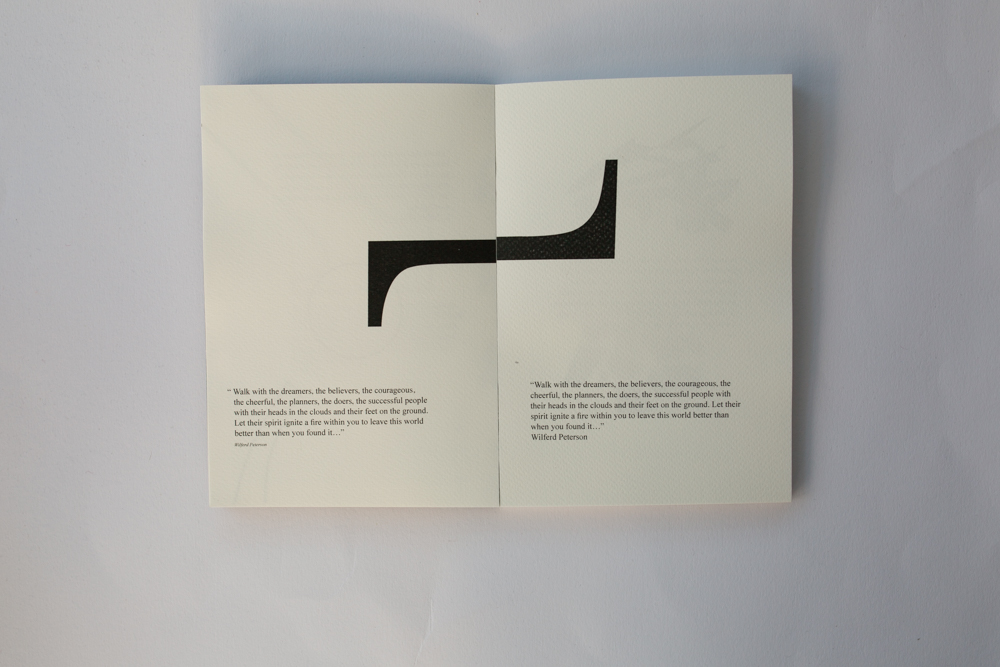 “ Walk with the dreamers, the believers, the courageous,
the cheerful, the planners, the doers, the successful people
with their heads in the clouds and their feet on the ground.
Let their spirit ignite a fire within you to leave this world
better than when you found it…”
Wilferd Peterson
“Walk with the dreamers, the believers, the courageous, the
cheerful, the planners, the doers, the successful people with
their heads in the clouds and their feet on the ground. Let their
spirit ignite a fire within you to leave this world better than
when you found it…”
Wilferd Peterson